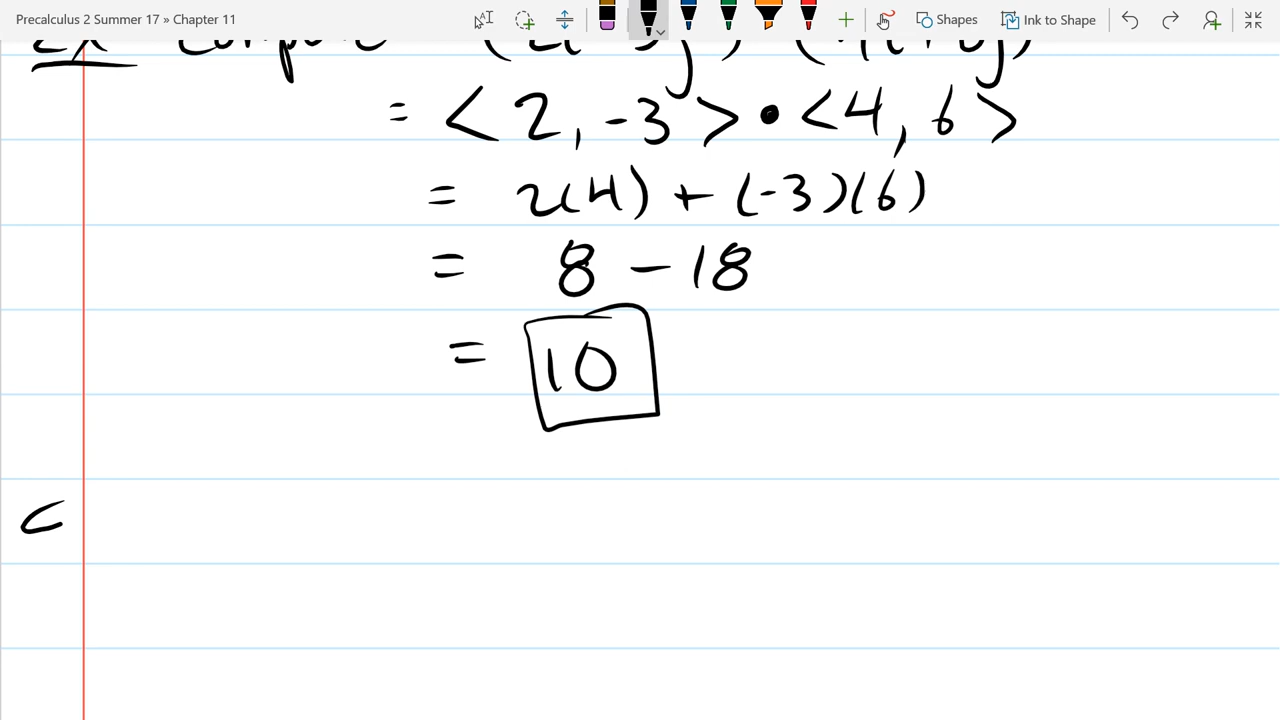 Precalculus 2 Summer 17 » Chapter 11
Shapes
Ink to Shape
= < 2, -3 > • < 4, 6 >
= 2(4) + (-3)(6)
= 8 - 18
= 10